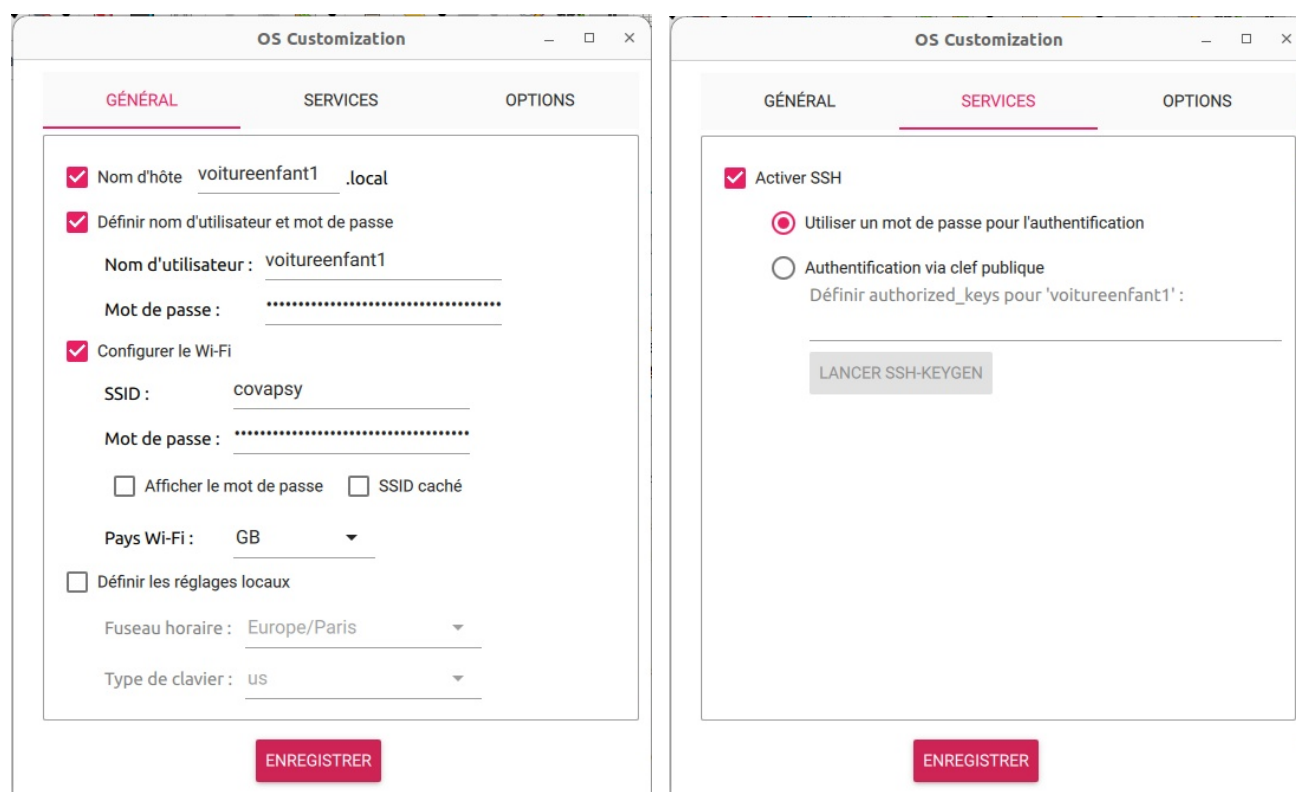 OS Customization
GÉNÉRAL SERVICES OPTIONS
Nom d'hôte voitureenfant1 .local
Définir nom d'utilisateur et mot de passe
Nom d'utilisateur : voitureenfant1
Mot de passe : •••••••••••••••••••••••••••••••••••••
Configurer le Wi-Fi
SSID : covapsy
Mot de passe : •••••••••••••••••••••••••••••••••••••
Afficher le mot de passe SSID caché
Pays Wi-Fi : GB
Définir les réglages locaux
Fuseau horaire : Europe/Paris
Type de clavier : us
ENREGISTRER
OS Customization
GÉNÉRAL SERVICES OPTIONS
Activer SSH
Utiliser un mot de passe pour l'authentification
Authentification via clef publique
Définir authorized_keys pour 'voitureenfant1' :
LANCER SSH-KEYGEN
ENREGISTRER